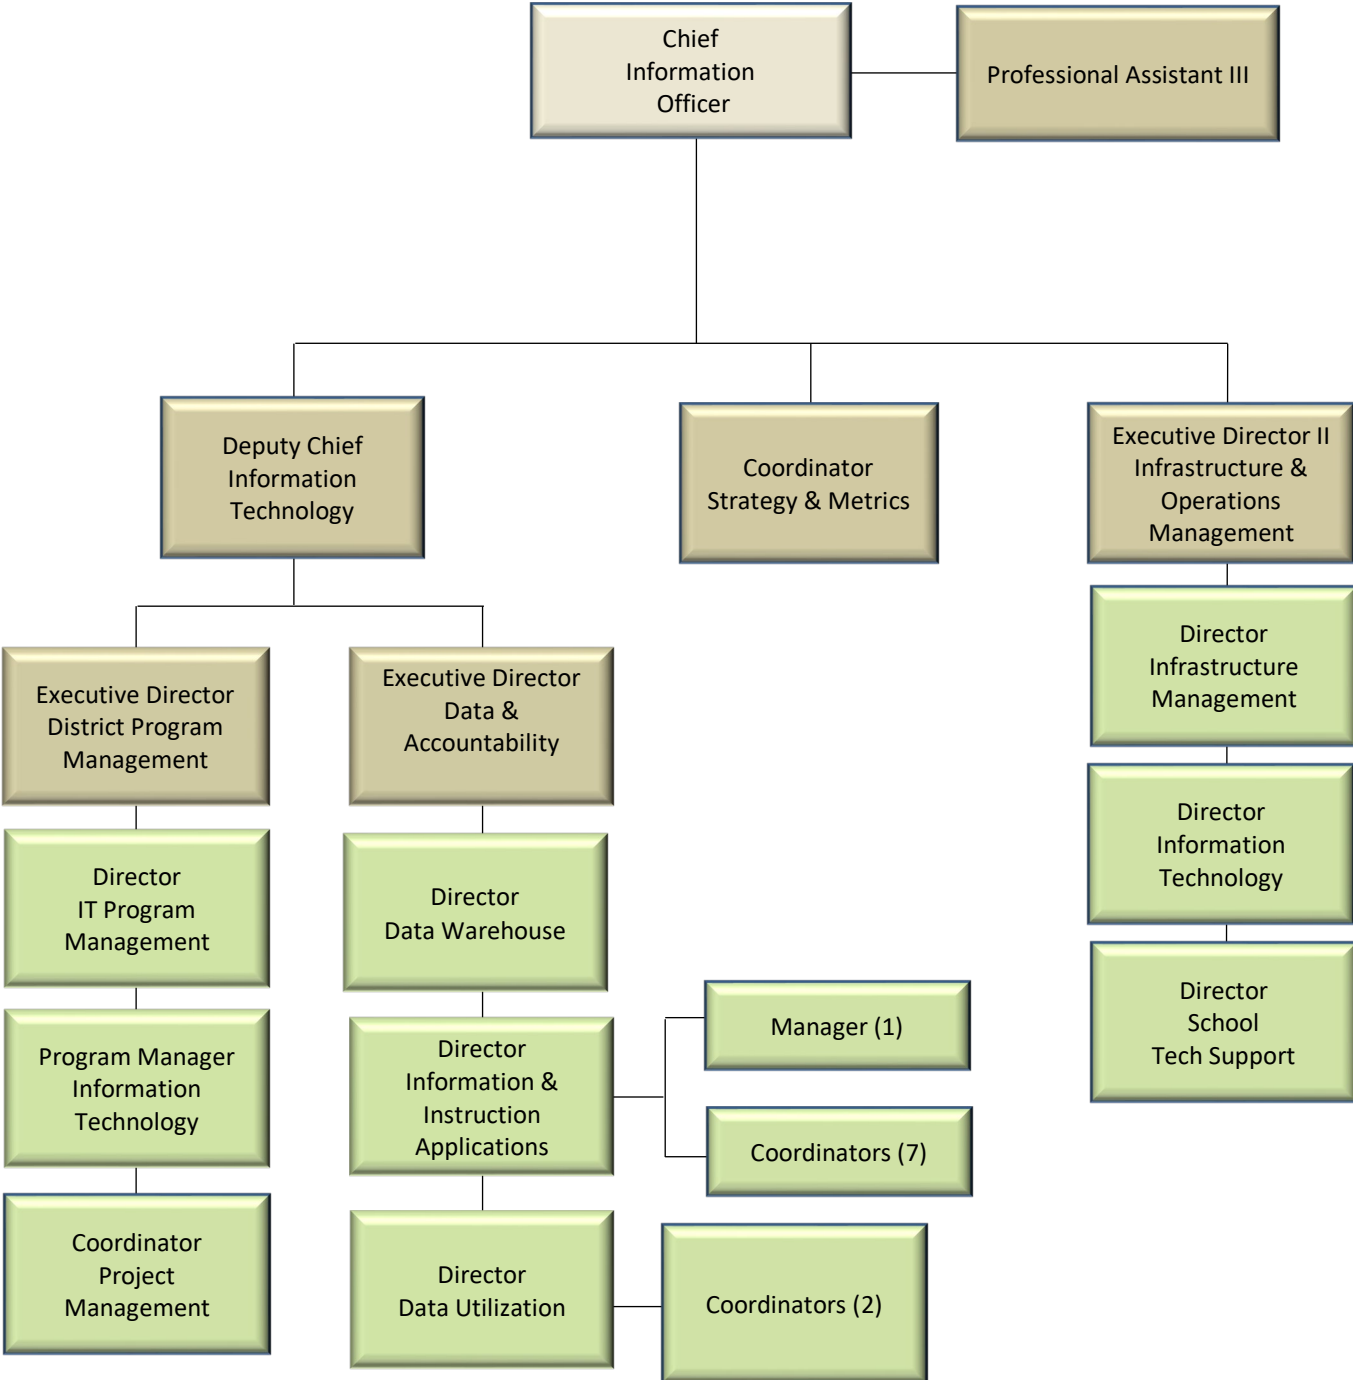 Chief
Information
Officer
Professional Assistant III
Deputy Chief
Information
Technology
Coordinator
Strategy & Metrics
Executive Director II
Infrastructure &
Operations
Management
Executive Director
District Program
Management
Executive Director
Data &
Accountability
Director
Infrastructure
Management
Director
IT Program
Management
Director
Data Warehouse
Director
Information
Technology
Program Manager
Information
Technology
Director
Information &
Instruction
Applications
Manager (1)
Coordinators (7)
Director
School
Tech Support
Coordinator
Project
Management
Director
Data Utilization
Coordinators (2)